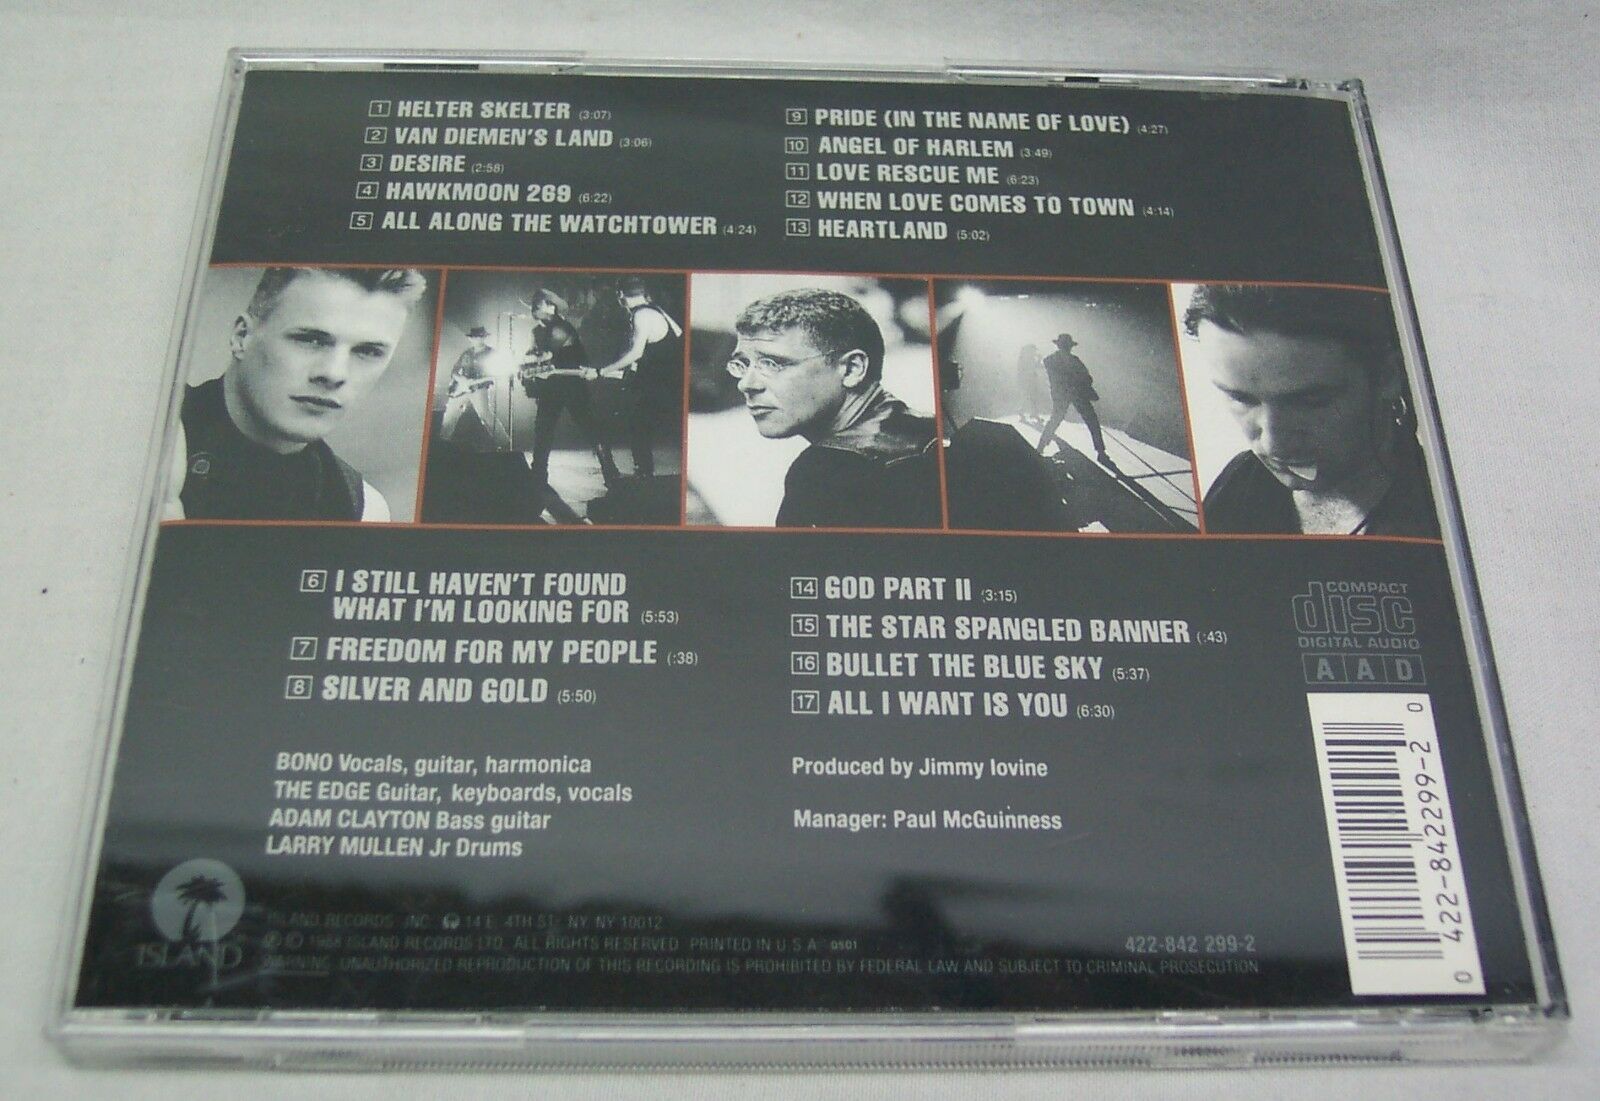 1 HELTER SKELTER (3:07)
2 VAN DIEMEN'S LAND (3:06)
3 DESIRE (2:58)
4 HAWKMOON 269 (6:22)
5 ALL ALONG THE WATCHTOWER (4:24)
9 PRIDE (IN THE NAME OF LOVE) (4:27)
10 ANGEL OF HARLEM (3:49)
11 LOVE RESCUE ME (6:23)
12 WHEN LOVE COMES TO TOWN (4:14)
13 HEARTLAND (5:02)
6 I STILL HAVEN'T FOUND
WHAT I'M LOOKING FOR (5:53)
7 FREEDOM FOR MY PEOPLE (:38)
8 SILVER AND GOLD (5:50)
14 GOD PART II (3:15)
15 THE STAR SPANGLED BANNER (:43)
16 BULLET THE BLUE SKY (5:37)
17 ALL I WANT IS YOU (6:30)
COMPACT
disc
DIGITAL AUDIO
A A D
BONO Vocals, guitar, harmonica
THE EDGE Guitar, keyboards, vocals
ADAM CLAYTON Bass guitar
LARRY MULLEN Jr Drums
Produced by Jimmy Iovine
Manager: Paul McGuinness
0 422-842299-2 0
ISLAND
ISLAND RECORDS, INC. 14 E. 4TH ST. NY, NY 10012
℗ © 1988 ISLAND RECORDS LTD. ALL RIGHTS RESERVED. PRINTED IN U.S.A. 0501
422-842 299-2
WARNING: UNAUTHORIZED REPRODUCTION OF THIS RECORDING IS PROHIBITED BY FEDERAL LAW AND SUBJECT TO CRIMINAL PROSECUTION